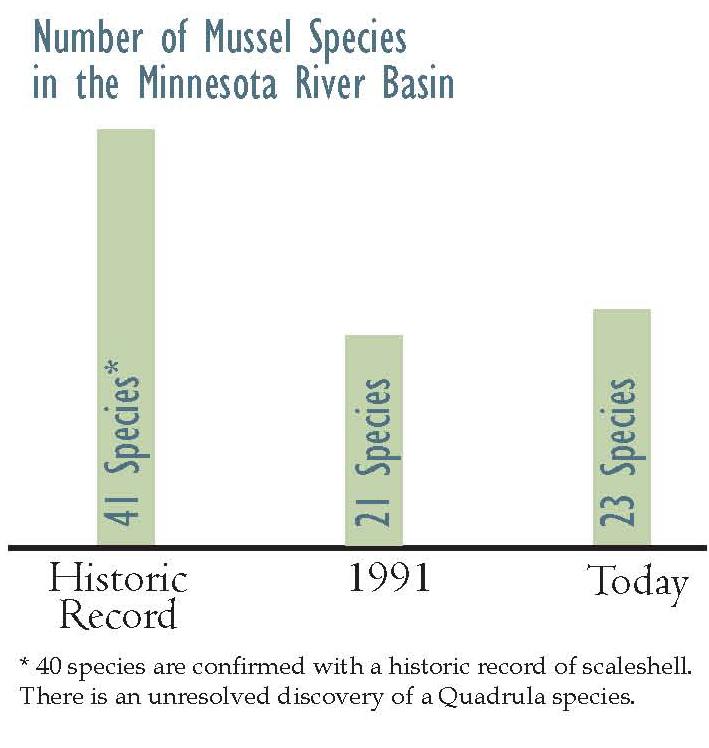 Number of Mussel Species
in the Minnesota River Basin
41 Species*
21 Species
23 Species
Historic
Record
1991
Today
* 40 species are confirmed with a historic record of scaleshell.
There is an unresolved discovery of a Quadrula species.